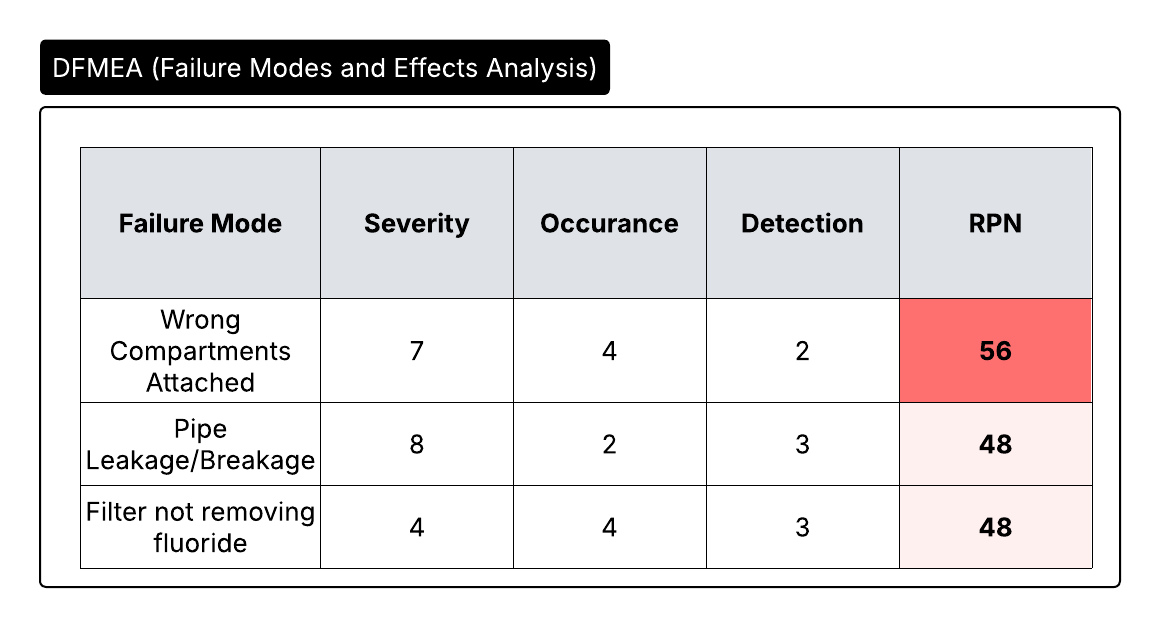 DFMEA (Failure Modes and Effects Analysis)
Failure Mode Severity Occurance Detection RPN
Wrong
Compartments
Attached
7 4 2 56
Pipe
Leakage/Breakage
8 2 3 48
Filter not removing
fluoride
4 4 3 48